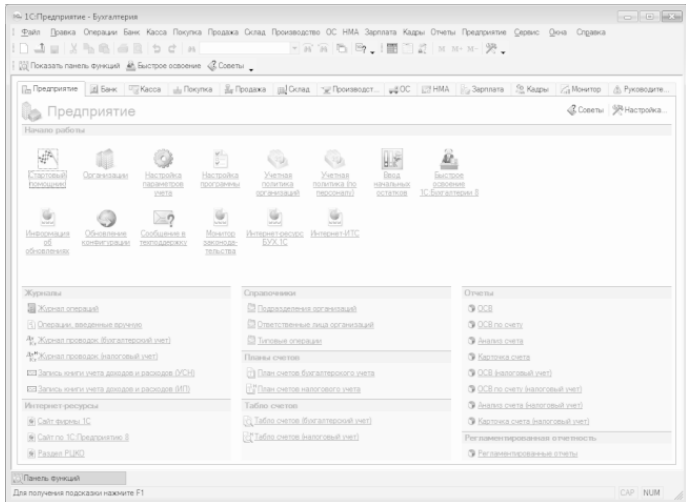 1С:Предприятие - Бухгалтерия
Файл Правка Операции Банк Касса Покупка Продажа Склад Производство ОС НМА Зарплата Кадры Отчеты Предприятие Сервис Окна Справка
M M+ M-
Показать панель функций Быстрое освоение Советы
Предприятие Банк Касса Покупка Продажа Склад Производст... ОС НМА Зарплата Кадры Монитор Руководите...
Предприятие Советы Настройка...
Начало работы
Стартовый помощник
Организации
Настройка параметров учета
Настройка программы
Учетная политика организаций
Учетная политика (по персоналу)
Ввод начальных остатков
Быстрое освоение 1С:Бухгалтерии 8
Информация об обновлениях
Обновление конфигурации
Сообщение в техподдержку
Монитор законода-тельства
Интернет-ресурс БУХ.1С
Интернет-ИТС
Журналы
Журнал операций
Операции, введенные вручную
Журнал проводок (бухгалтерский учет)
Журнал проводок (налоговый учет)
Запись книги учета доходов и расходов (УСН)
Запись книги учета доходов и расходов (ИП)
Интернет-ресурсы
Сайт фирмы 1С
Сайт по 1С:Предприятию 8
Раздел РЦКО
Справочники
Подразделения организаций
Ответственные лица организаций
Типовые операции
Планы счетов
План счетов бухгалтерского учета
План счетов налогового учета
Табло счетов
Табло счетов (бухгалтерский учет)
Табло счетов (налоговый учет)
Отчеты
ОСВ
ОСВ по счету
Анализ счета
Карточка счета
ОСВ (налоговый учет)
ОСВ по счету (налоговый учет)
Анализ счета (налоговый учет)
Карточка счета (налоговый учет)
Регламентированная отчетность
Регламентированные отчеты
Панель функций
Для получения подсказки нажмите F1 CAP NUM